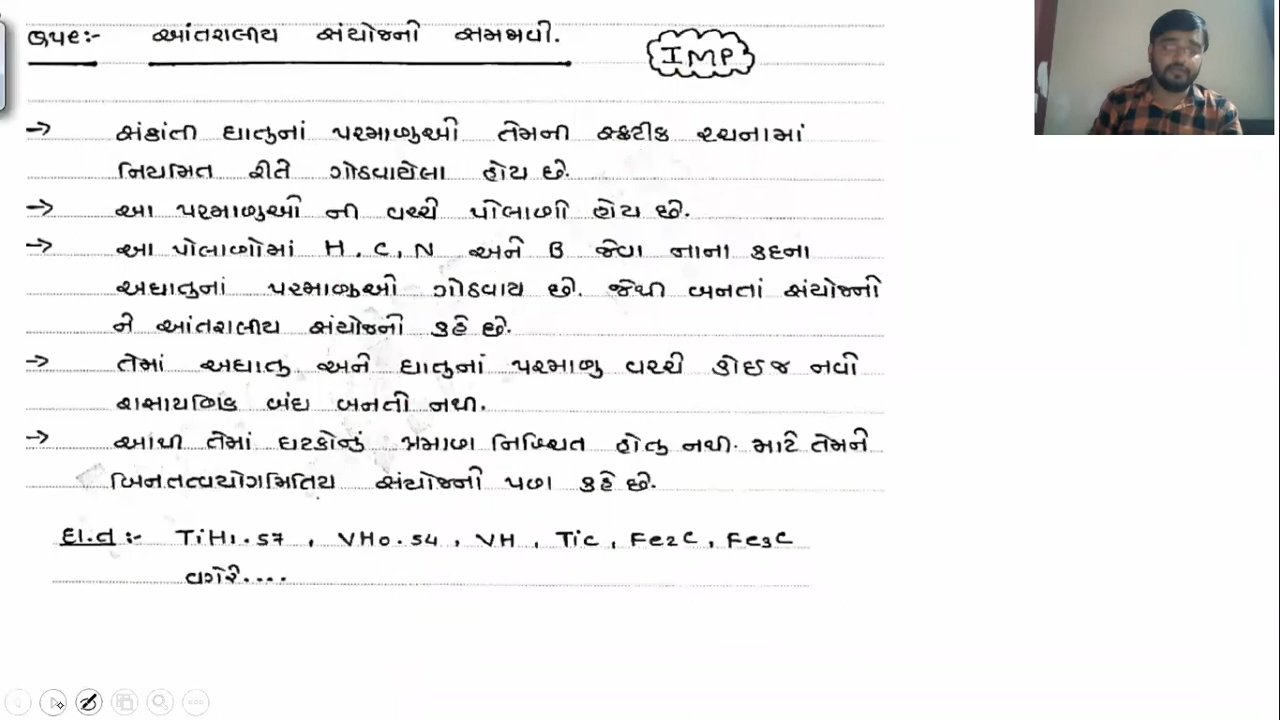 પ્રશ્ન:- આંતરાલીય સંયોજનો સમજાવો.
IMP
→ સંક્રાંતી ધાતુનાં પરમાણુઓ તેમની સ્ફટીક રચનામાં
નિયમિત રીતે ગોઠવાયેલા હોય છે.
→ આ પરમાણુઓ ની વચ્ચે પોલાણો હોય છે.
→ આ પોલાણોમાં H, C, N અને B જેવા નાના કદના
અધાતુનાં પરમાણુઓ ગોઠવાય છે. જેથી બનતાં સંયોજનો
ને આંતરાલીય સંયોજનો કહે છે.
→ તેમાં અધાતુ અને ધાતુનાં પરમાણુ વચ્ચે કોઈજ નવો
રાસાયણિક બંધ બનતો નથી.
→ આથી તેમાં ઘટકોનું પ્રમાણ નિશ્ચિત હોતુ નથી. માટે તેમને
બિનતત્વયોગમિતિય સંયોજનો પણ કહે છે.
દા.ત :- TiH1.57 , VH0.54 , VH , TiC , Fe2C , Fe3C
વગેરે....